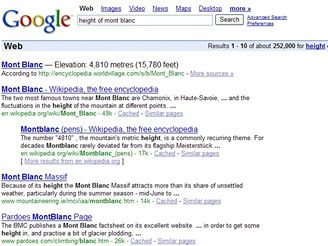 Google
Web Images Video News Maps Desktop more »
height of mont blanc
Search
Advanced Search
Preferences
Web
Results 1 - 10 of about 252,000 for height
Mont Blanc — Elevation: 4,810 metres (15,780 feet)
According to http://encyclopedia.worldvillage.com/s/b/Mont_Blanc - More sources »
Mont Blanc - Wikipedia, the free encyclopedia
The two most famous towns near Mont Blanc are Chamonix, in Haute-Savoie, ... and the
fluctuations in the height of the mountain at different points. ...
en.wikipedia.org/wiki/Mont_Blanc - 49k - Cached - Similar pages
Montblanc (pens) - Wikipedia, the free encyclopedia
The number "4810" , the mountain's metric height, is a commonly recurring theme. For
decades Montblanc rarely deviated far from its flagship Meisterstück ...
en.wikipedia.org/wiki/Montblanc_(pens) - 17k - Cached - Similar pages
[ More results from en.wikipedia.org ]
Mont Blanc Massif
Because of its height the Mont Blanc Massif attracts more than its share of unsettled
weather, particularly during the summer season - mid-June to ...
www.mountaineering.ie/mci/iaa/montblanc.htm - 14k - Cached - Similar pages
Pardoes MontBlanc Page
The BMC publishes a Mont Blanc factsheet on its excellent website. ... in order to get some
height in, and practise a bit of glacier plodding, ...
www.pardoes.com/climbing/blanc.htm - 26k - Cached - Similar pages